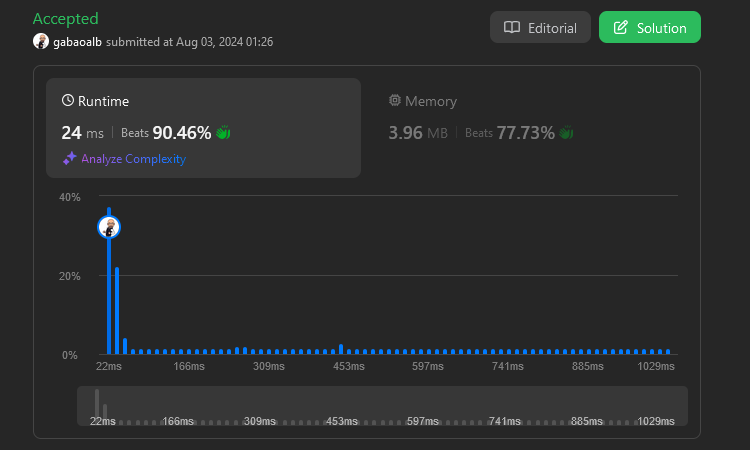 Accepted
Editorial
Solution
gabaoalb submitted at Aug 03, 2024 01:26
Runtime
Memory
24 ms | Beats 90.46%
3.96 MB | Beats 77.73%
Analyze Complexity
40%
20%
0%
22ms 166ms 309ms 453ms 597ms 741ms 885ms 1029ms
22ms 166ms 309ms 453ms 597ms 741ms 885ms 1029ms